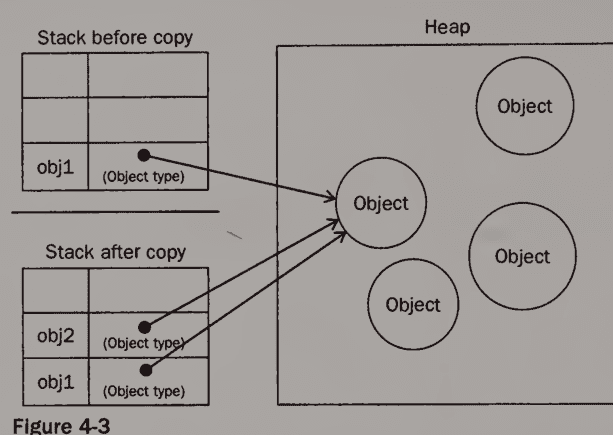 Heap
Stack before copy
Object
obj1
(Object type)
Object
Stack after copy
Object
Object
obj2
(Object type)
obj1
(Object type)
Figure 4-3